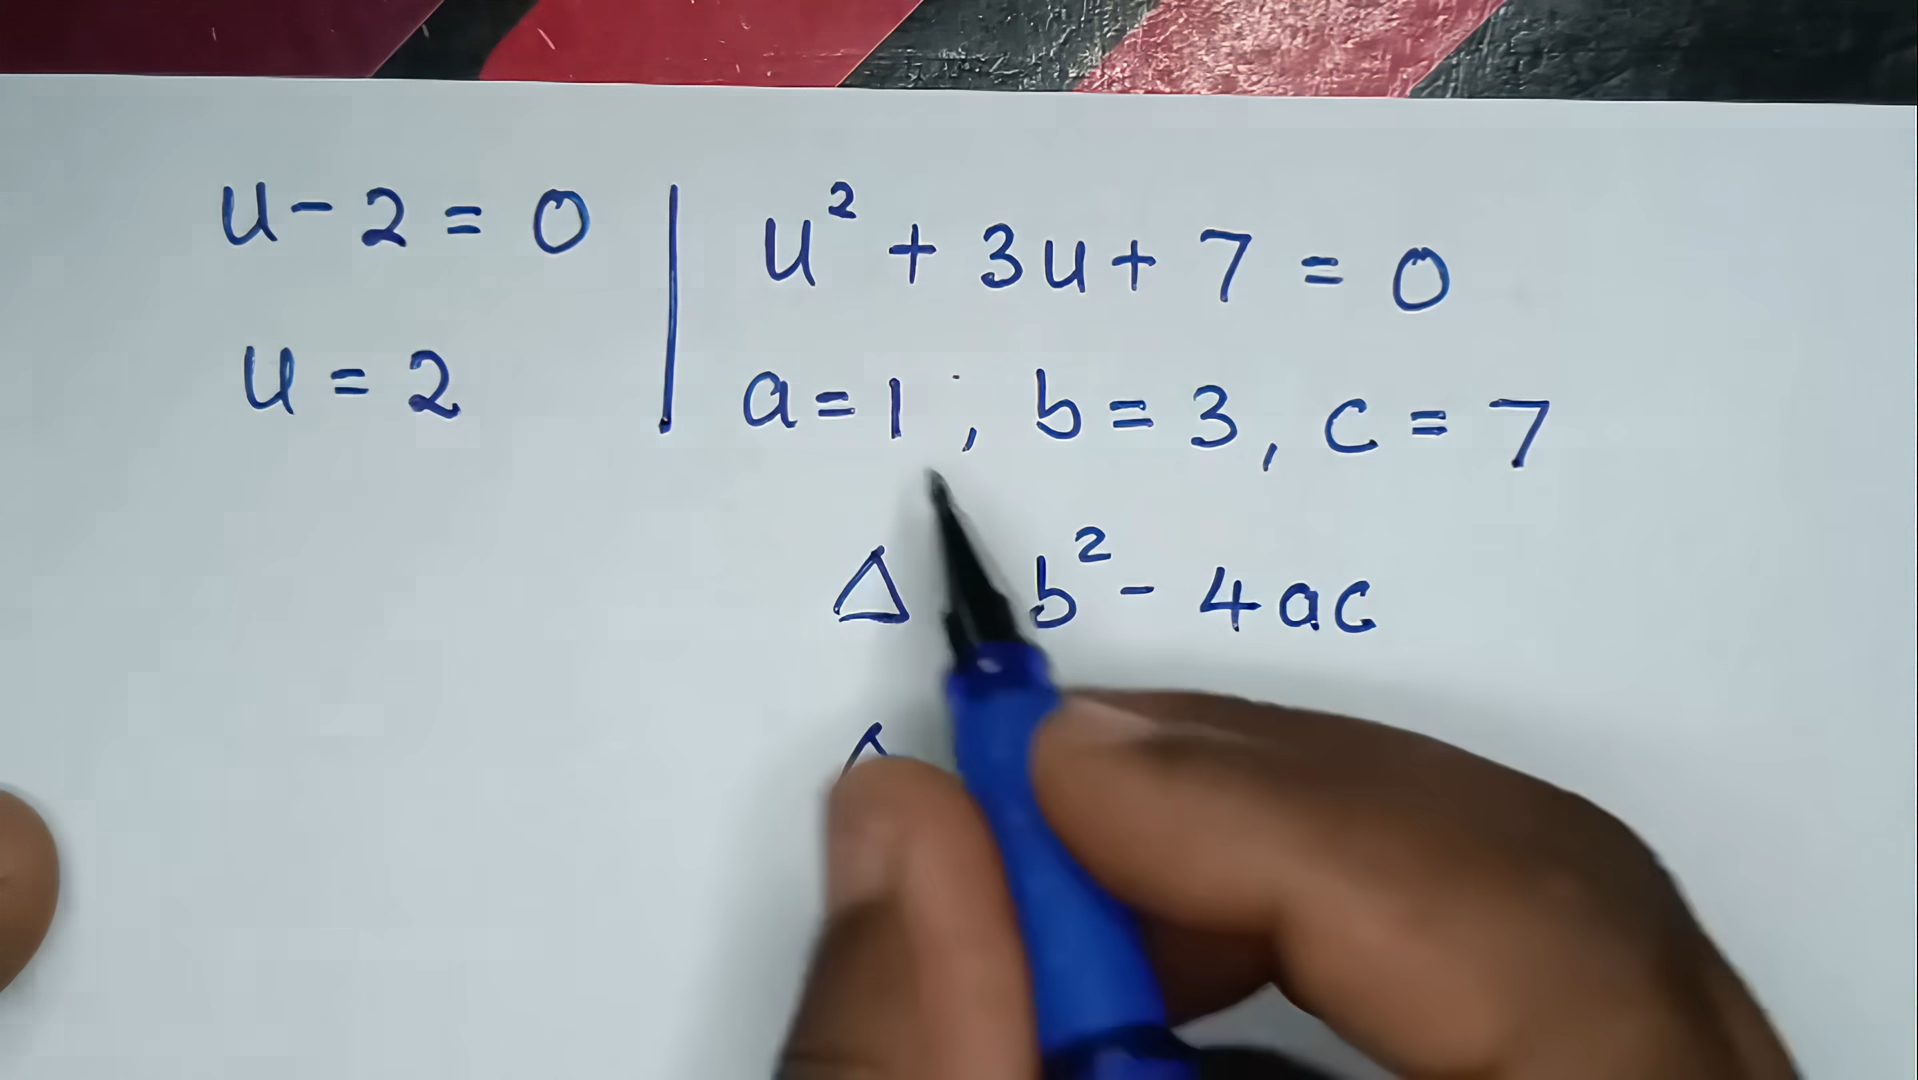 u - 2 = 0
u = 2
u² + 3u + 7 = 0
a = 1 , b = 3 , c = 7
Δ b² - 4ac